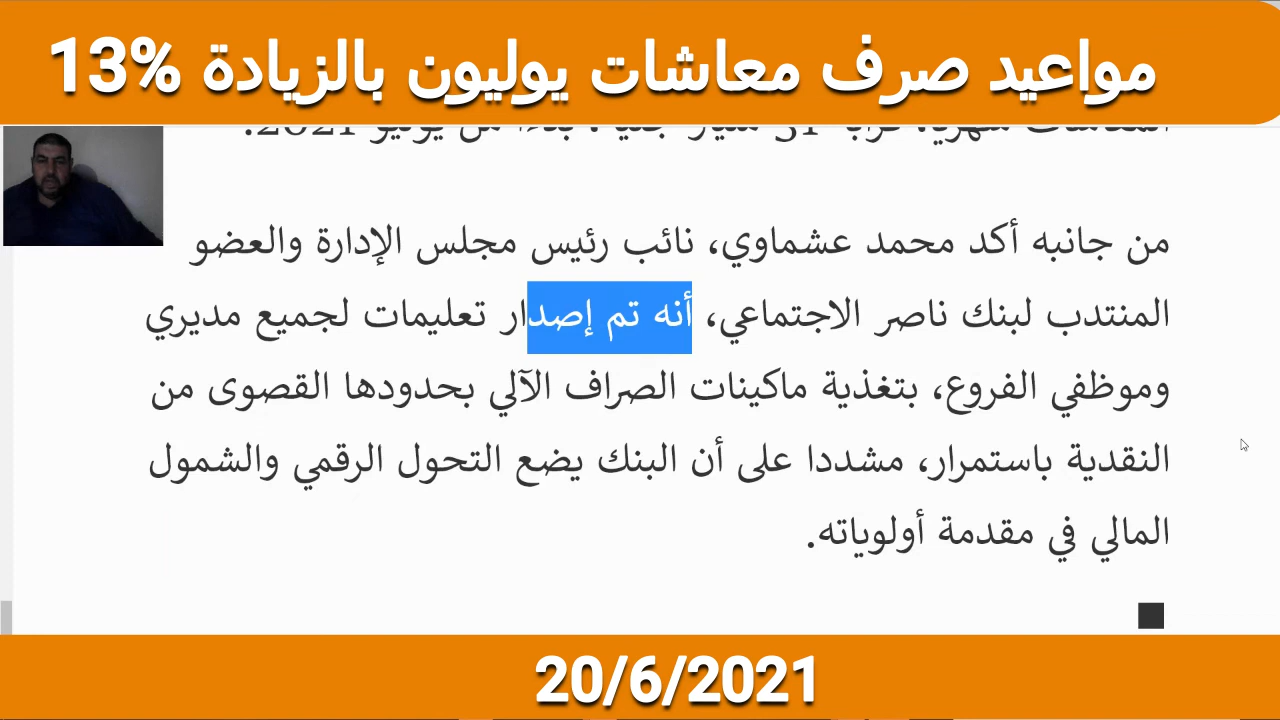 مواعيد صرف معاشات يوليون بالزيادة 13%
من جانبه أكد محمد عشماوي، نائب رئيس مجلس الإدارة والعضو
المنتدب لبنك ناصر الاجتماعي، أنه تم إصدار تعليمات لجميع مديري
وموظفي الفروع، بتغذية ماكينات الصراف الآلي بحدودها القصوى من
النقدية باستمرار، مشددا على أن البنك يضع التحول الرقمي والشمول
المالي في مقدمة أولوياته.
20/6/2021